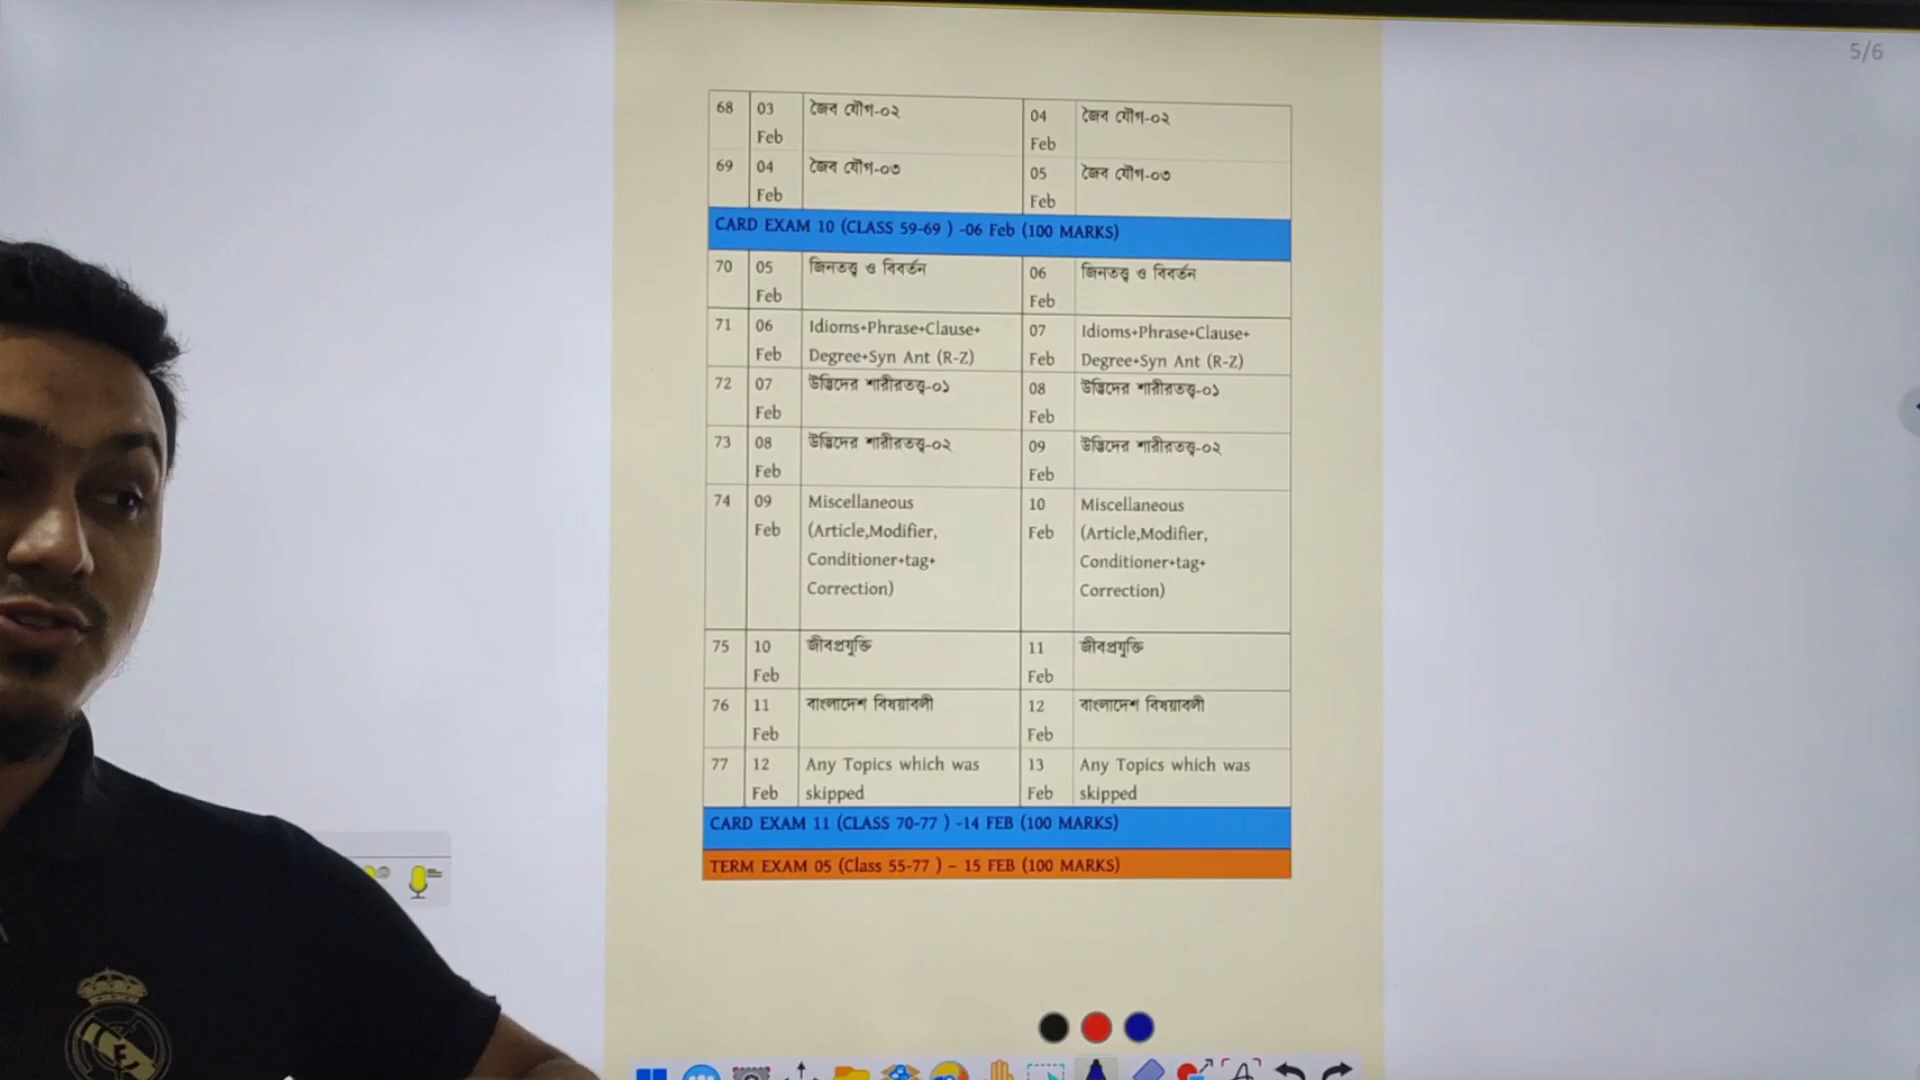 5/6
68 03 জৈব যৌগ-০২ 04 জৈব যৌগ-০২
Feb Feb
69 04 জৈব যৌগ-০৩ 05 জৈব যৌগ-০৩
Feb Feb
CARD EXAM 10 (CLASS 59-69 ) -06 Feb (100 MARKS)
70 05 জিনতত্ত্ব ও বিবর্তন 06 জিনতত্ত্ব ও বিবর্তন
Feb Feb
71 06 Idioms+Phrase+Clause+ 07 Idioms+Phrase+Clause+
Feb Degree+Syn Ant (R-Z) Feb Degree+Syn Ant (R-Z)
72 07 উদ্ভিদের শারীরতত্ত্ব-০১ 08 উদ্ভিদের শারীরতত্ত্ব-০১
Feb Feb
73 08 উদ্ভিদের শারীরতত্ত্ব-০২ 09 উদ্ভিদের শারীরতত্ত্ব-০২
Feb Feb
74 09 Miscellaneous 10 Miscellaneous
Feb (Article,Modifier, Feb (Article,Modifier,
Conditioner+tag+ Conditioner+tag+
Correction) Correction)
75 10 জীবপ্রযুক্তি 11 জীবপ্রযুক্তি
Feb Feb
76 11 বাংলাদেশ বিষয়াবলী 12 বাংলাদেশ বিষয়াবলী
Feb Feb
77 12 Any Topics which was 13 Any Topics which was
Feb skipped Feb skipped
CARD EXAM 11 (CLASS 70-77 ) -14 FEB (100 MARKS)
TERM EXAM 05 (Class 55-77 ) – 15 FEB (100 MARKS)